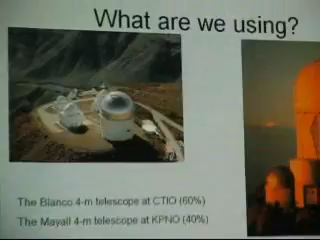 What are we using?
The Blanco 4-m telescope at CTIO (60%)
The Mayall 4-m telescope at KPNO (40%)